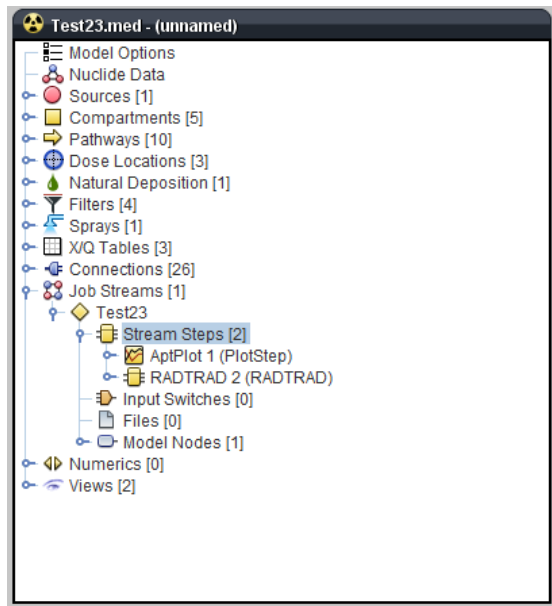 Test23.med - (unnamed)
Model Options
Nuclide Data
Sources [1]
Compartments [5]
Pathways [10]
Dose Locations [3]
Natural Deposition [1]
Filters [4]
Sprays [1]
X/Q Tables [3]
Connections [26]
Job Streams [1]
Test23
Stream Steps [2]
AptPlot 1 (PlotStep)
RADTRAD 2 (RADTRAD)
Input Switches [0]
Files [0]
Model Nodes [1]
Numerics [0]
Views [2]